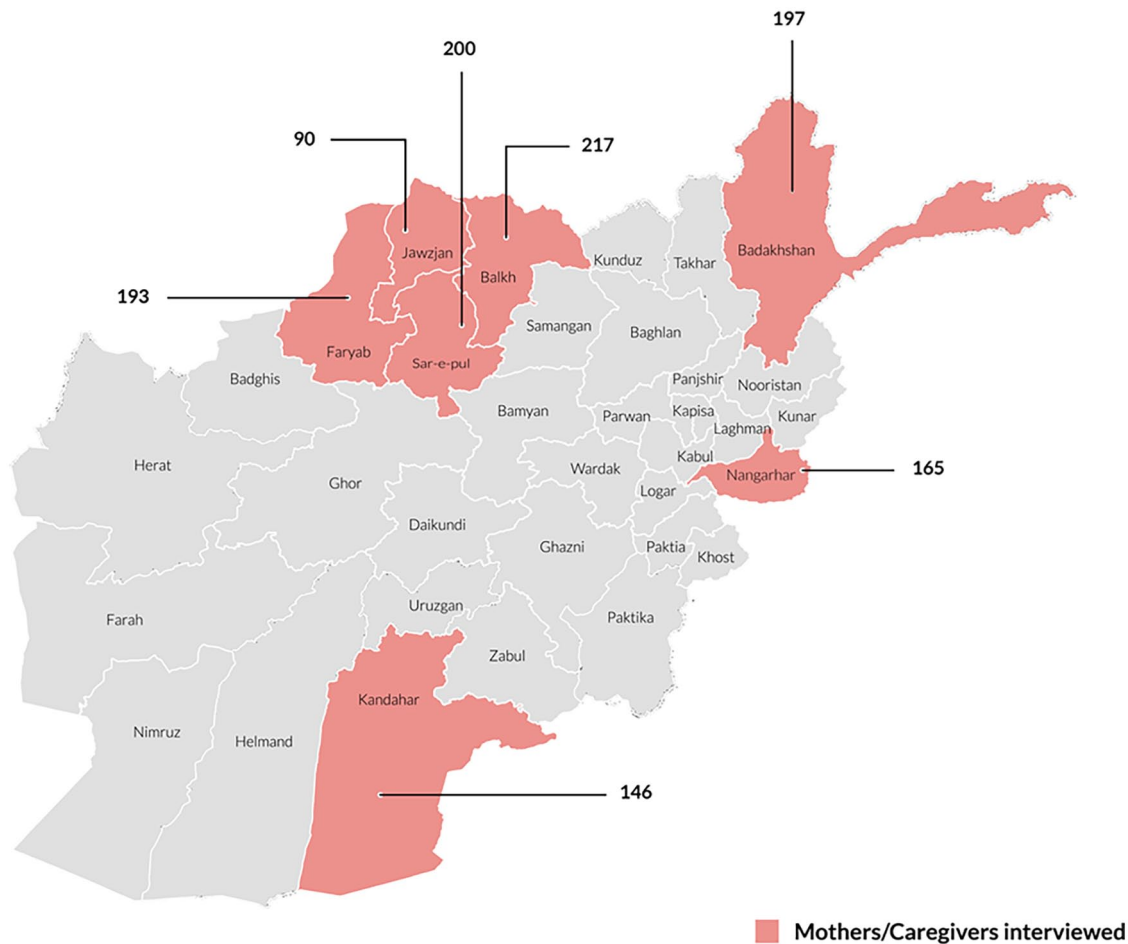 197
200
90
217
Jawzjan
Badakhshan
Kunduz
Takhar
Balkh
193
Samangan
Baghlan
Faryab
Sar-e-pul
Badghis
Panjshir
Nooristan
Bamyan
Parwan
Kapisa
Kunar
Laghman
Herat
Wardak
Kabul
Nangarhar
165
Ghor
Logar
Daikundi
Ghazni
Paktia
Khost
Uruzgan
Farah
Paktika
Zabul
Kandahar
Nimruz
Helmand
146
Mothers/Caregivers interviewed